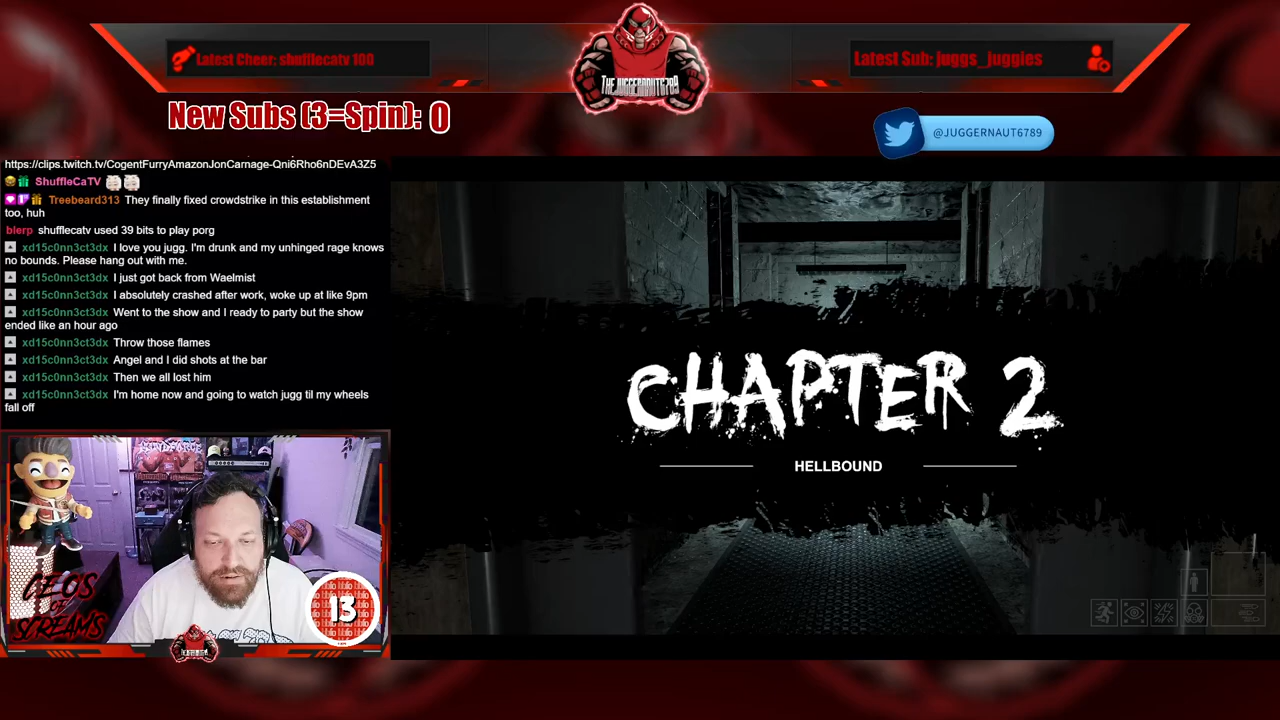 Latest Cheer: shufflecatv 100
THEJUGGERNAUT6789
Latest Sub: juggs_juggies
New Subs (3=Spin): 0
@JUGGERNAUT6789
https://clips.twitch.tv/CogentFurryAmazonJonCarnage-Qni6Rho6nDEvA3Z5
ShuffleCaTV
Treebeard313 They finally fixed crowdstrike in this establishment
too, huh
blerp shufflecatv used 39 bits to play porg
xd15c0nn3ct3dx I love you jugg. I'm drunk and my unhinged rage knows
no bounds. Please hang out with me.
xd15c0nn3ct3dx I just got back from Waelmist
xd15c0nn3ct3dx I absolutely crashed after work, woke up at like 9pm
xd15c0nn3ct3dx Went to the show and I ready to party but the show
ended like an hour ago
xd15c0nn3ct3dx Throw those flames
xd15c0nn3ct3dx Angel and I did shots at the bar
xd15c0nn3ct3dx Then we all lost him
xd15c0nn3ct3dx I'm home now and going to watch jugg til my wheels
fall off
CHAPTER 2
HELLBOUND
CEO'S
OF
STREAMS
13